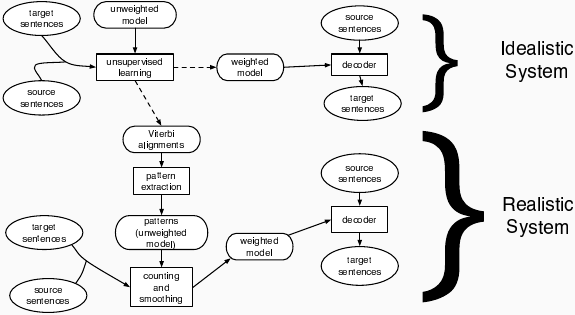 target
sentences
unweighted
model
source
sentences
unsupervised
learning
weighted
model
decoder
source
sentences
target
sentences
Idealistic
System
Viterbi
alignments
pattern
extraction
source
sentences
target
sentences
patterns
(unweighted
model)
weighted
model
decoder
Realistic
System
source
sentences
counting
and
smoothing
target
sentences